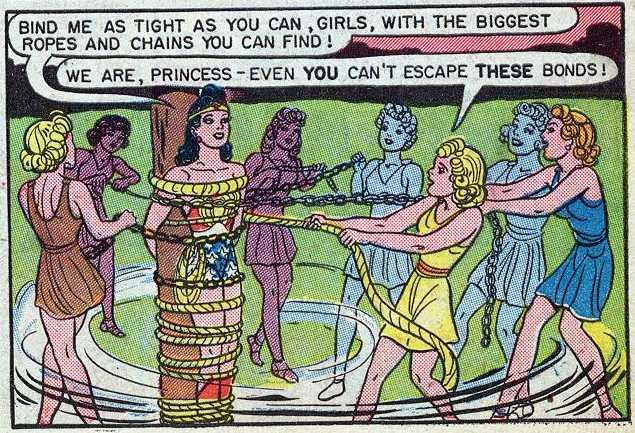 BIND ME AS TIGHT AS YOU CAN, GIRLS, WITH THE BIGGEST
ROPES AND CHAINS YOU CAN FIND!
WE ARE, PRINCESS - EVEN YOU CAN'T ESCAPE THESE BONDS!